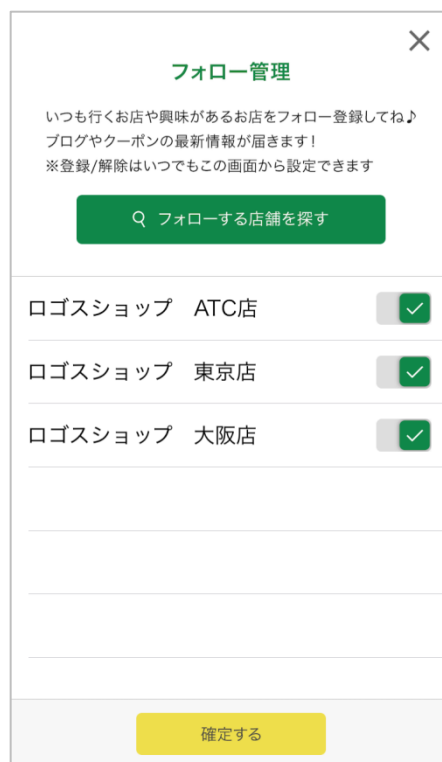 フォロー管理
いつも行くお店や興味があるお店をフォロー登録してね♪
ブログやクーポンの最新情報が届きます!
※登録/解除はいつでもこの画面から設定できます
フォローする店舗を探す
ロゴスショップ　ATC店
ロゴスショップ　東京店
ロゴスショップ　大阪店
確定する